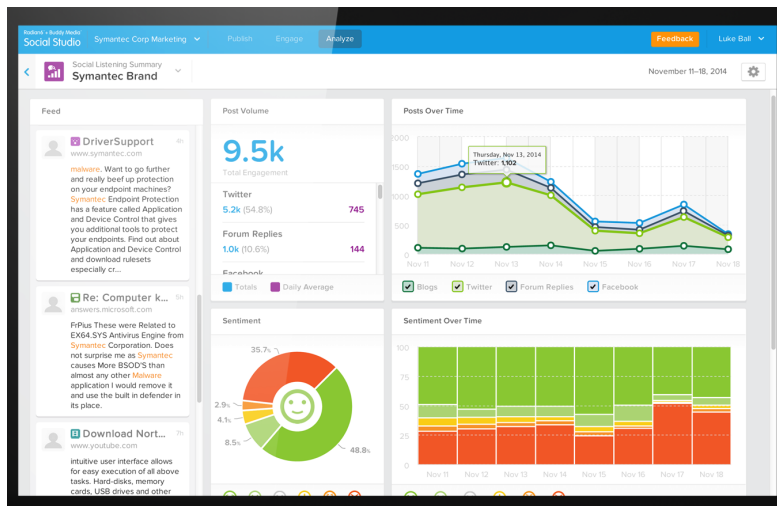 Radian6 + Buddy Media
Social Studio
Symantec Corp Marketing
Publish
Engage
Analyze
Feedback
Luke Ball
Social Listening Summary
Symantec Brand
November 11–18, 2014
Feed
DriverSupport
4h
www.symantec.com
malware. Want to go further
and really beef up protection
on your endpoint machines?
Symantec Endpoint Protection
has a feature called Application
and Device Control that gives
you additional tools to protect
your endpoints. Find out about
Application and Device Control
and download rulesets
especially cr...
Re: Computer k...
5h
answers.microsoft.com
FrPius These were Related to
EX64.SYS Antivirus Engine from
Symantec Corporation. Does
not surprise me as Symantec
causes More BSOD'S than
almost any other Malware
application I would remove it
and use the built in defender in
its place.
Download Nort...
7h
www.youtube.com
intuitive user interface allows
for easy execution of all above
tasks. Hard-disks, memory
cards, USB drives and other
Post Volume
9.5k
Total Engagement
Twitter
5.2k (54.8%) 745
Forum Replies
1.0k (10.6%) 144
Facebook
Totals
Daily Average
Posts Over Time
2000
1500
1000
500
0
Thursday, Nov 13, 2014
Twitter: 1,102
Nov 11 Nov 12 Nov 13 Nov 14 Nov 15 Nov 16 Nov 17 Nov 18
Blogs
Twitter
Forum Replies
Facebook
Sentiment
35.7%
2.9%
4.1%
8.5%
48.8%
Sentiment Over Time
100
75
50
25
0
Nov 11 Nov 12 Nov 13 Nov 14 Nov 15 Nov 16 Nov 17 Nov 18